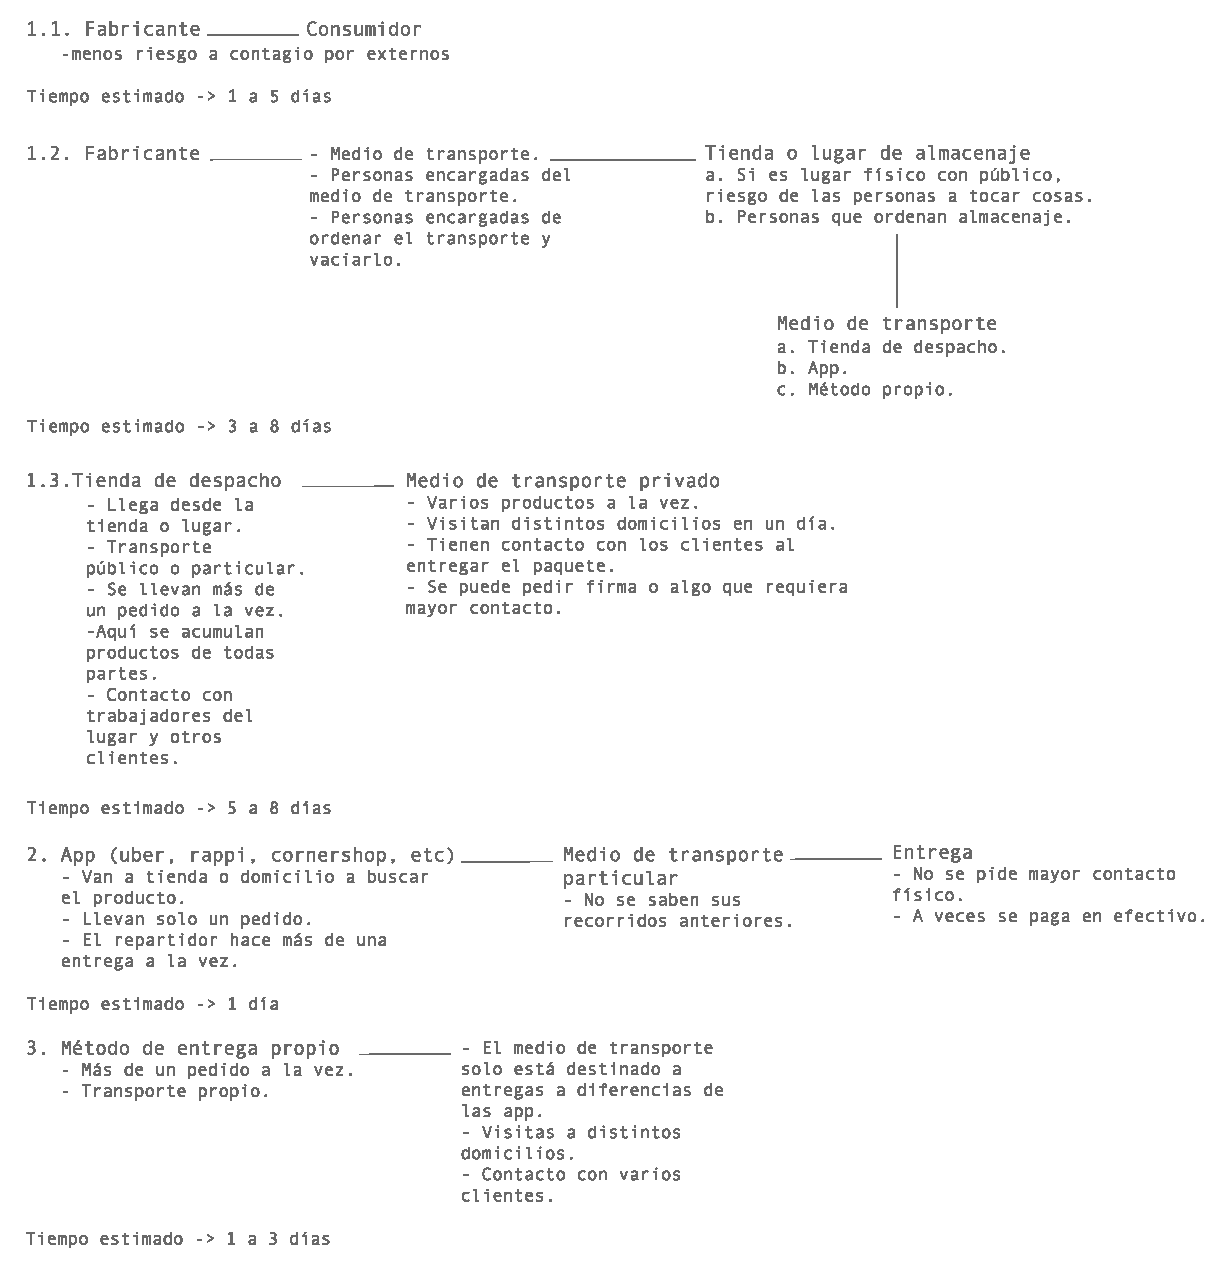 1.1. Fabricante Consumidor
-menos riesgo a contagio por externos
Tiempo estimado -> 1 a 5 días
1.2. Fabricante
- Medio de transporte.
- Personas encargadas del
medio de transporte.
- Personas encargadas de
ordenar el transporte y
vaciarlo.
Tienda o lugar de almacenaje
a. Si es lugar físico con público,
riesgo de las personas a tocar cosas.
b. Personas que ordenan almacenaje.
Medio de transporte
a. Tienda de despacho.
b. App.
c. Método propio.
Tiempo estimado -> 3 a 8 días
1.3.Tienda de despacho
- Llega desde la
tienda o lugar.
- Transporte
público o particular.
- Se llevan más de
un pedido a la vez.
-Aquí se acumulan
productos de todas
partes.
- Contacto con
trabajadores del
lugar y otros
clientes.
Medio de transporte privado
- Varios productos a la vez.
- Visitan distintos domicilios en un día.
- Tienen contacto con los clientes al
entregar el paquete.
- Se puede pedir firma o algo que requiera
mayor contacto.
Tiempo estimado -> 5 a 8 días
2. App (uber, rappi, cornershop, etc)
- Van a tienda o domicilio a buscar
el producto.
- Llevan solo un pedido.
- El repartidor hace más de una
entrega a la vez.
Medio de transporte
particular
- No se saben sus
recorridos anteriores.
Entrega
- No se pide mayor contacto
físico.
- A veces se paga en efectivo.
Tiempo estimado -> 1 día
3. Método de entrega propio
- Más de un pedido a la vez.
- Transporte propio.
- El medio de transporte
solo está destinado a
entregas a diferencias de
las app.
- Visitas a distintos
domicilios.
- Contacto con varios
clientes.
Tiempo estimado -> 1 a 3 días